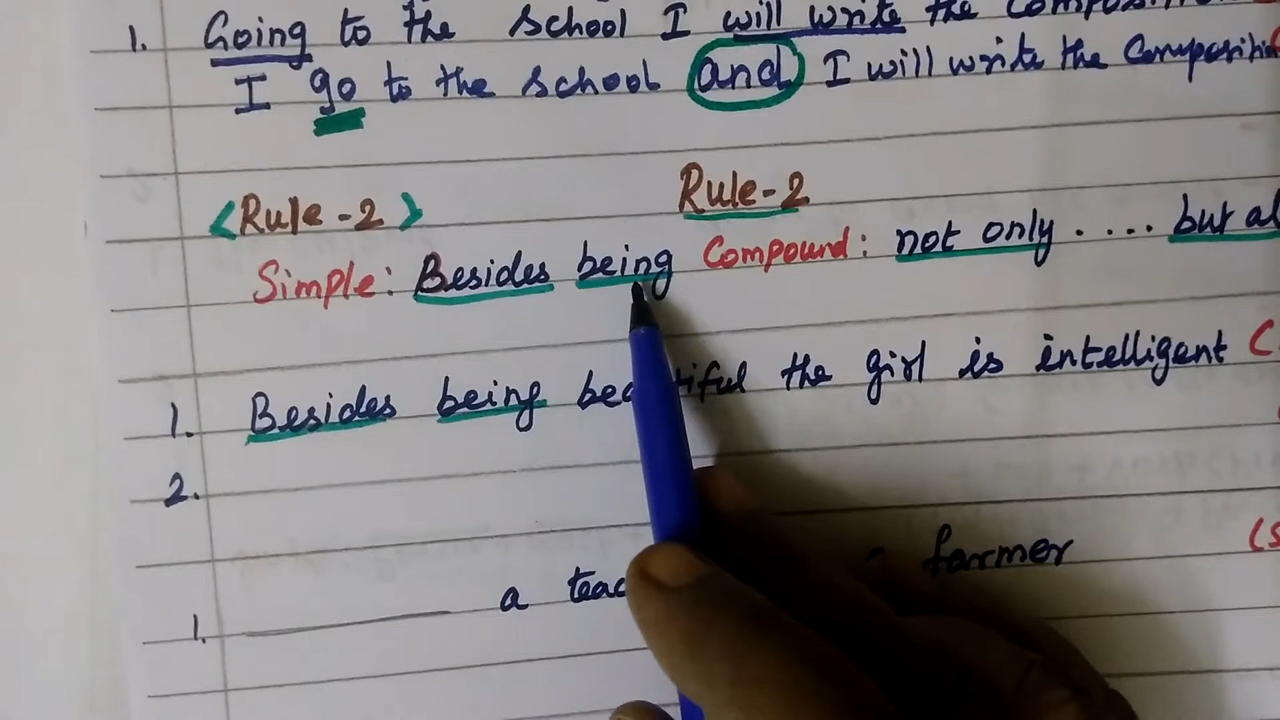 1. Going to the school I will write the
I go to the school and I will write the
<Rule-2> Rule-2
Simple: Besides being Compound: not only .... but
1. Besides being the girl is intelligent (
2.
1. ______ a farmer (s